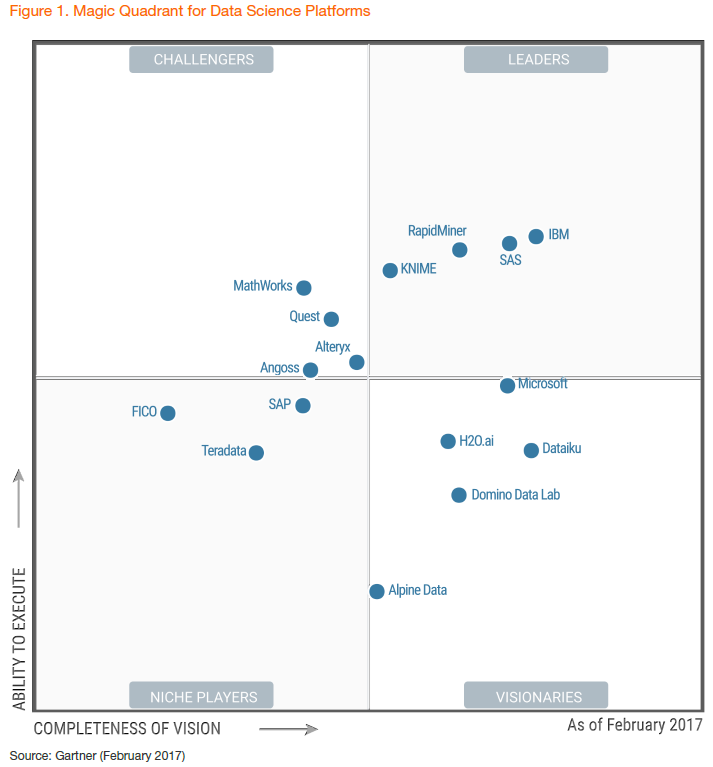 Figure 1. Magic Quadrant for Data Science Platforms
CHALLENGERS
LEADERS
RapidMiner
IBM
SAS
KNIME
MathWorks
Quest
Alteryx
Angoss
Microsoft
SAP
FICO
H2O.ai
Teradata
Dataiku
Domino Data Lab
Alpine Data
ABILITY TO EXECUTE
NICHE PLAYERS
VISIONARIES
COMPLETENESS OF VISION
As of February 2017
Source: Gartner (February 2017)